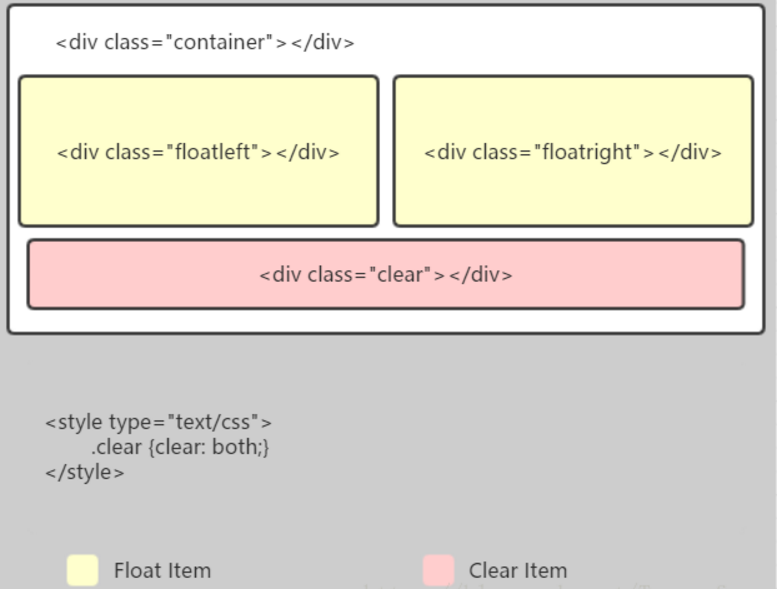 <div class="container"></div>
<div class="floatleft"></div> <div class="floatright"></div>
<div class="clear"></div>
<style type="text/css">
.clear {clear: both;}
</style>
Float Item Clear Item